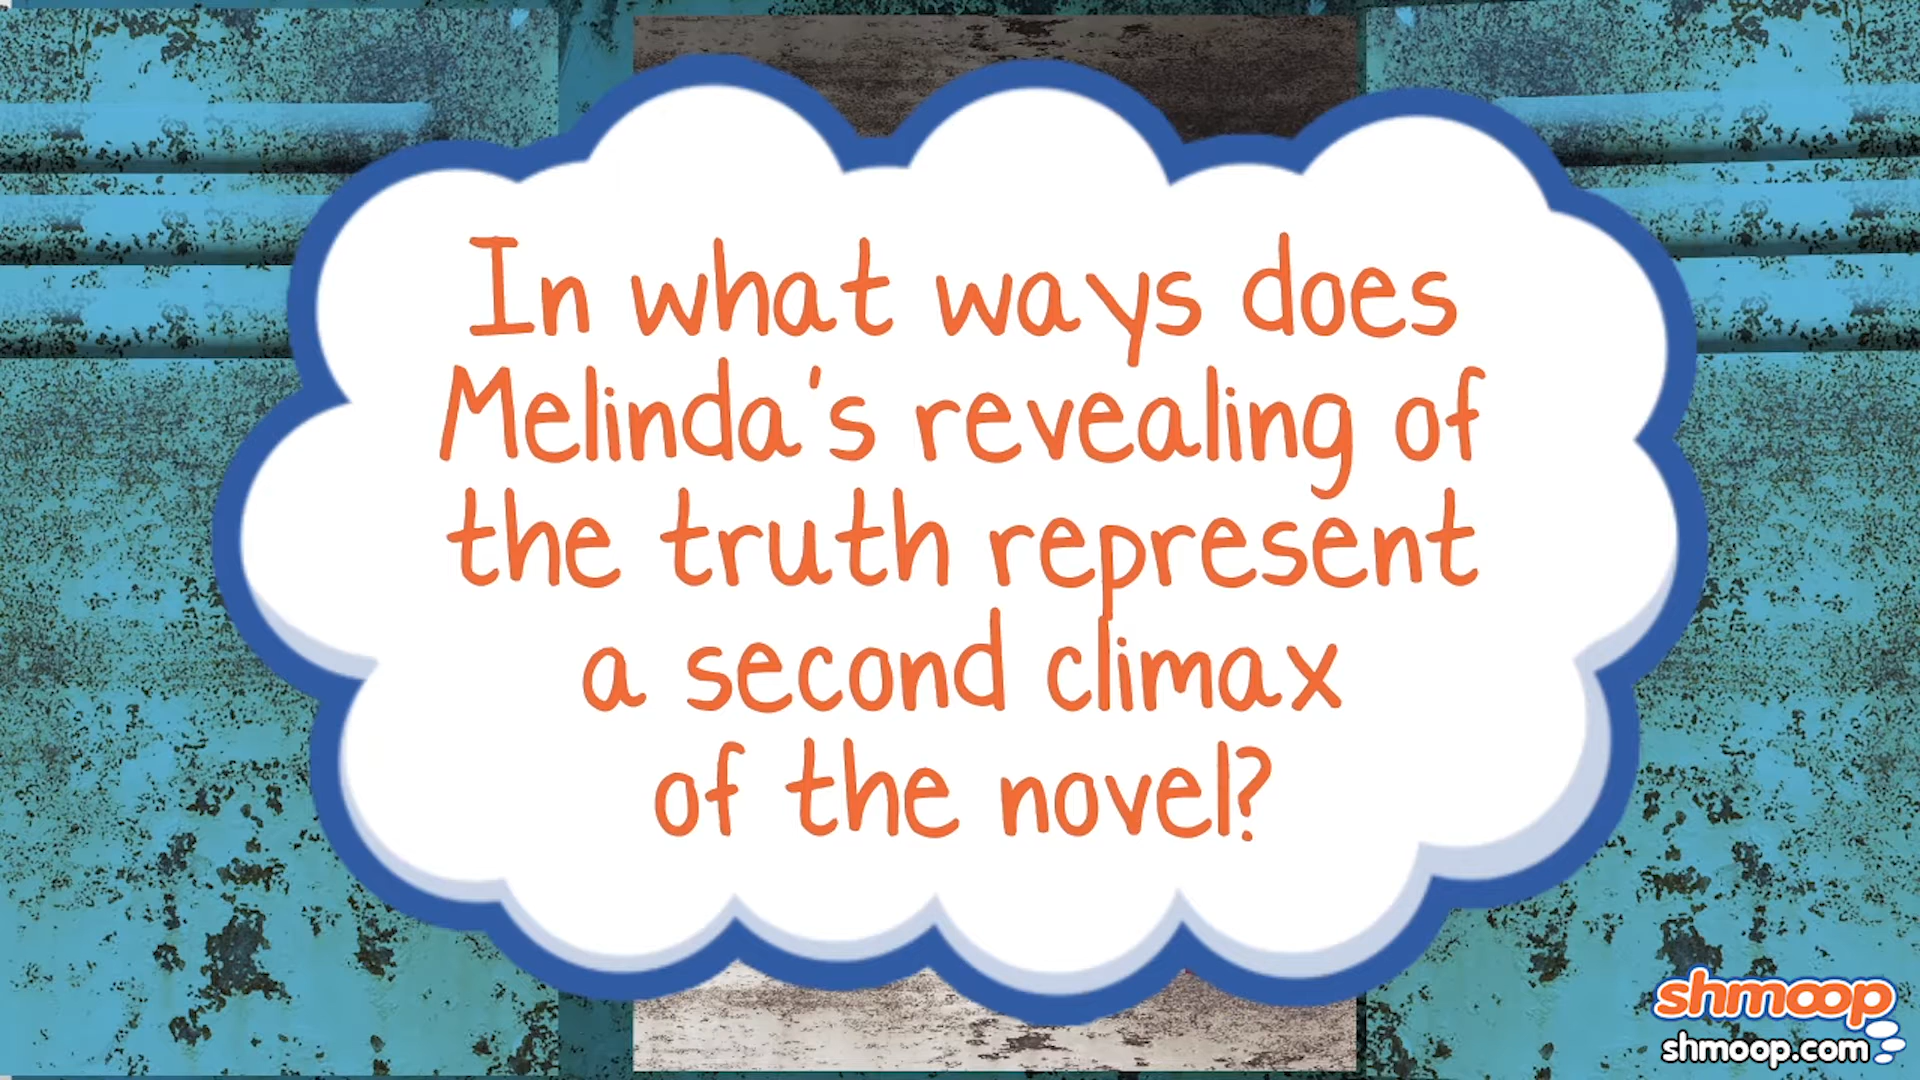 In what ways does
Melinda's revealing of
the truth represent
a second climax
of the novel?
shmoop
shmoop.com